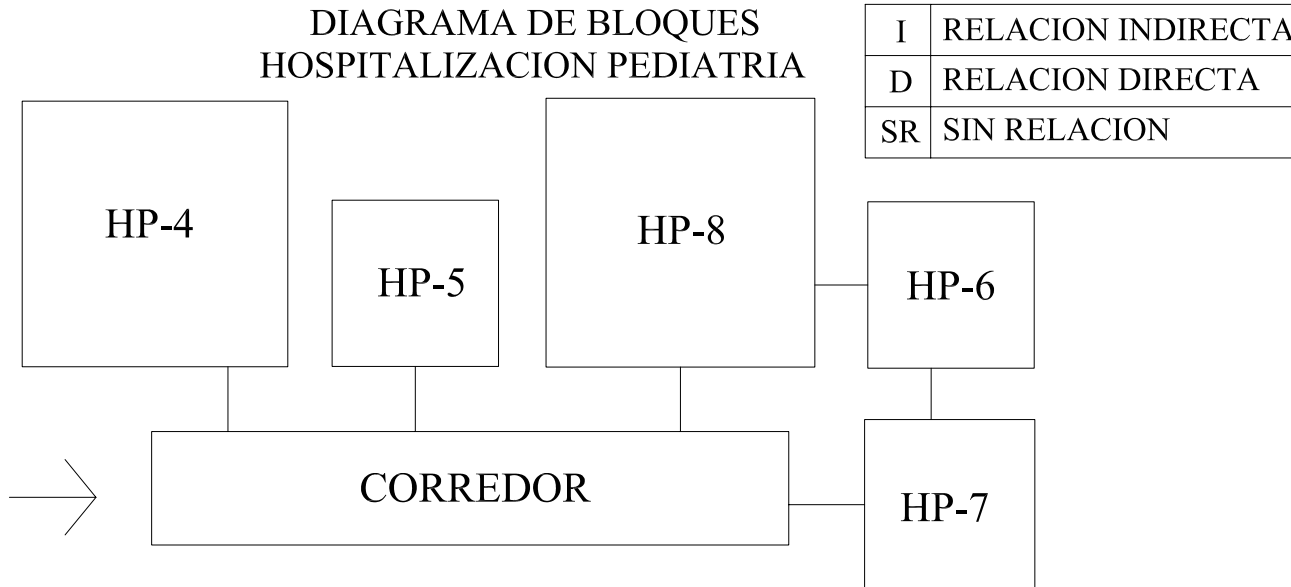 DIAGRAMA DE BLOQUES
HOSPITALIZACION PEDIATRIA
I RELACION INDIRECTA
D RELACION DIRECTA
SR SIN RELACION
HP-4
HP-5
HP-8
HP-6
CORREDOR
HP-7